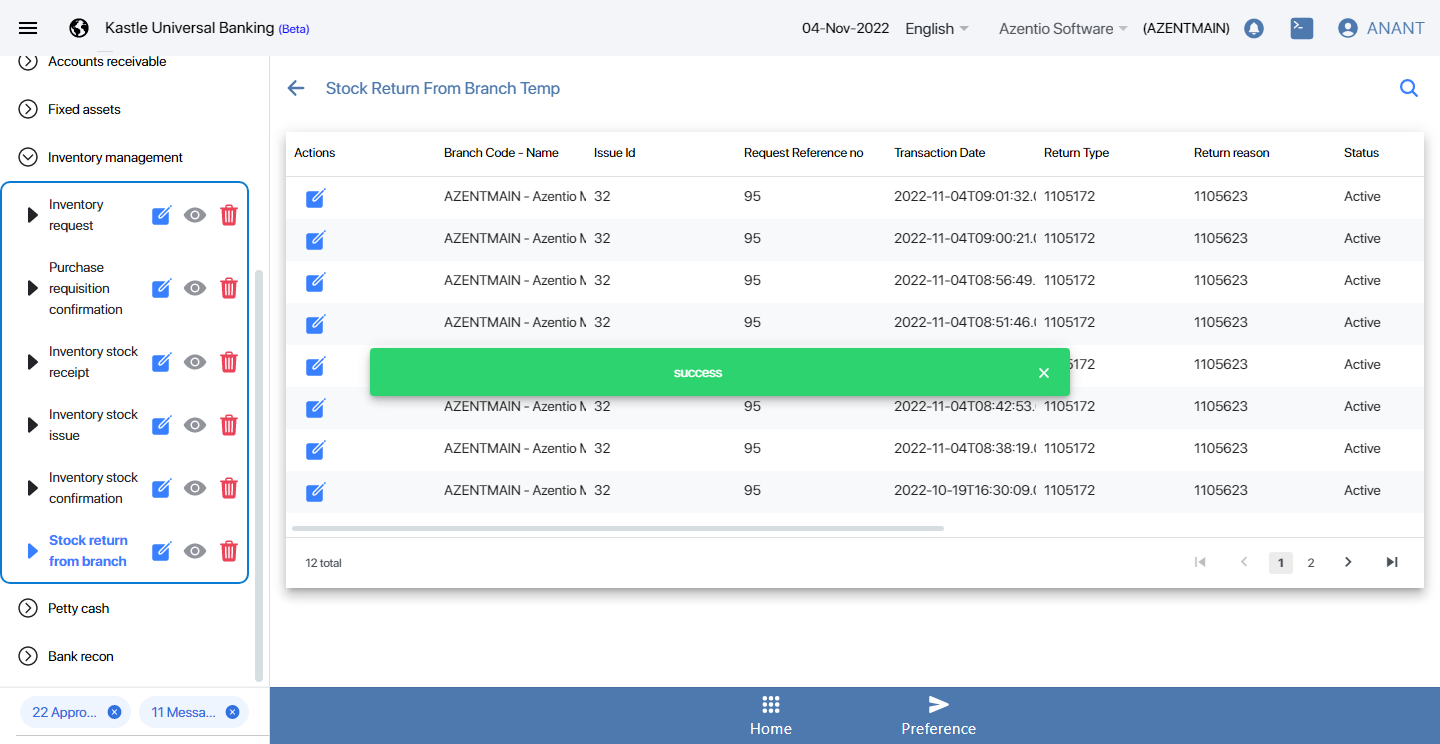 Kastle Universal Banking (Beta)
04-Nov-2022
English
Azentio Software
(AZENTMAIN)
ANANT
Accounts receivable
Fixed assets
Inventory management
Inventory
request
Purchase
requisition
confirmation
Inventory stock
receipt
Inventory stock
issue
Inventory stock
confirmation
Stock return
from branch
Petty cash
Bank recon
22 Appro...
11 Messa...
Stock Return From Branch Temp
Actions Branch Code - Name Issue Id Request Reference no Transaction Date Return Type Return reason Status
AZENTMAIN - Azentio M 32 95 2022-11-04T09:01:32.0 1105172 1105623 Active
AZENTMAIN - Azentio M 32 95 2022-11-04T09:00:21.0 1105172 1105623 Active
AZENTMAIN - Azentio M 32 95 2022-11-04T08:56:49. 1105172 1105623 Active
AZENTMAIN - Azentio M 32 95 2022-11-04T08:51:46.0 1105172 1105623 Active
5172 1105623 Active
success
AZENTMAIN - Azentio M 32 95 2022-11-04T08:42:53. 1105172 1105623 Active
AZENTMAIN - Azentio M 32 95 2022-11-04T08:38:19.0 1105172 1105623 Active
AZENTMAIN - Azentio M 32 95 2022-10-19T16:30:09.0 1105172 1105623 Active
12 total
1 2
Home
Preference